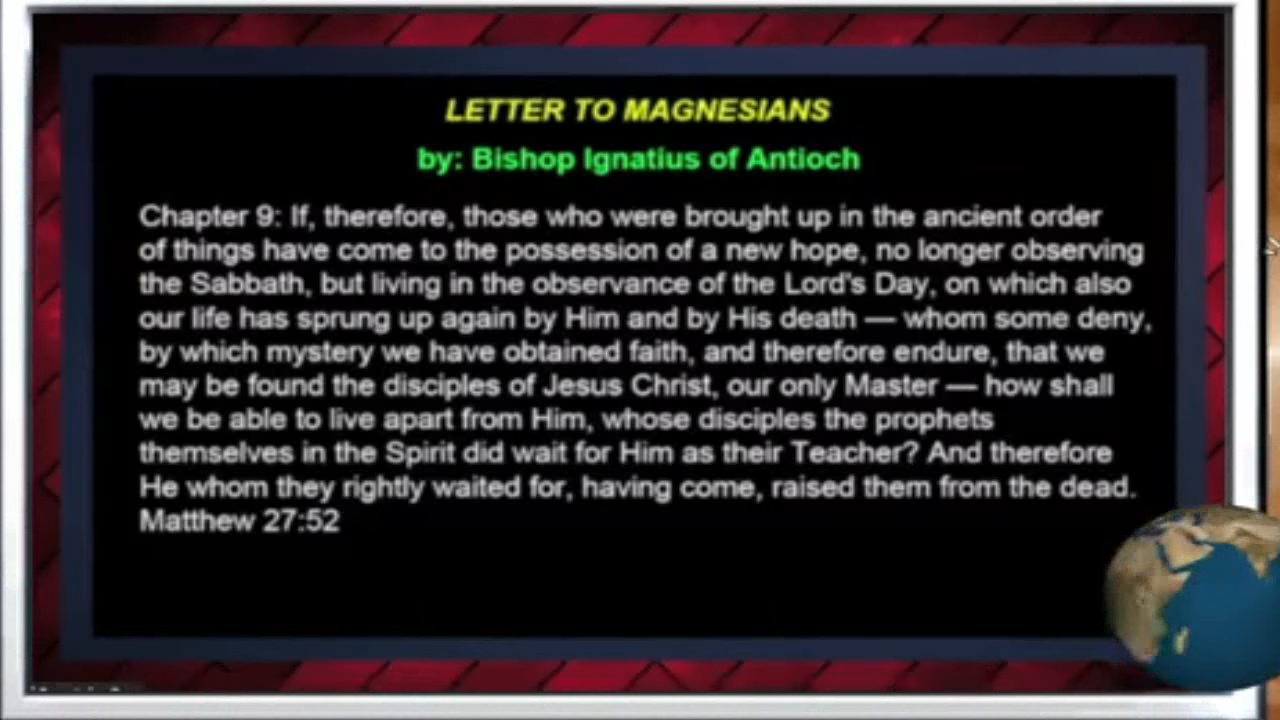 LETTER TO MAGNESIANS
by: Bishop Ignatius of Antioch
Chapter 9: If, therefore, those who were brought up in the ancient order
of things have come to the possession of a new hope, no longer observing
the Sabbath, but living in the observance of the Lord's Day, on which also
our life has sprung up again by Him and by His death — whom some deny,
by which mystery we have obtained faith, and therefore endure, that we
may be found the disciples of Jesus Christ, our only Master — how shall
we be able to live apart from Him, whose disciples the prophets
themselves in the Spirit did wait for Him as their Teacher? And therefore
He whom they rightly waited for, having come, raised them from the dead.
Matthew 27:52